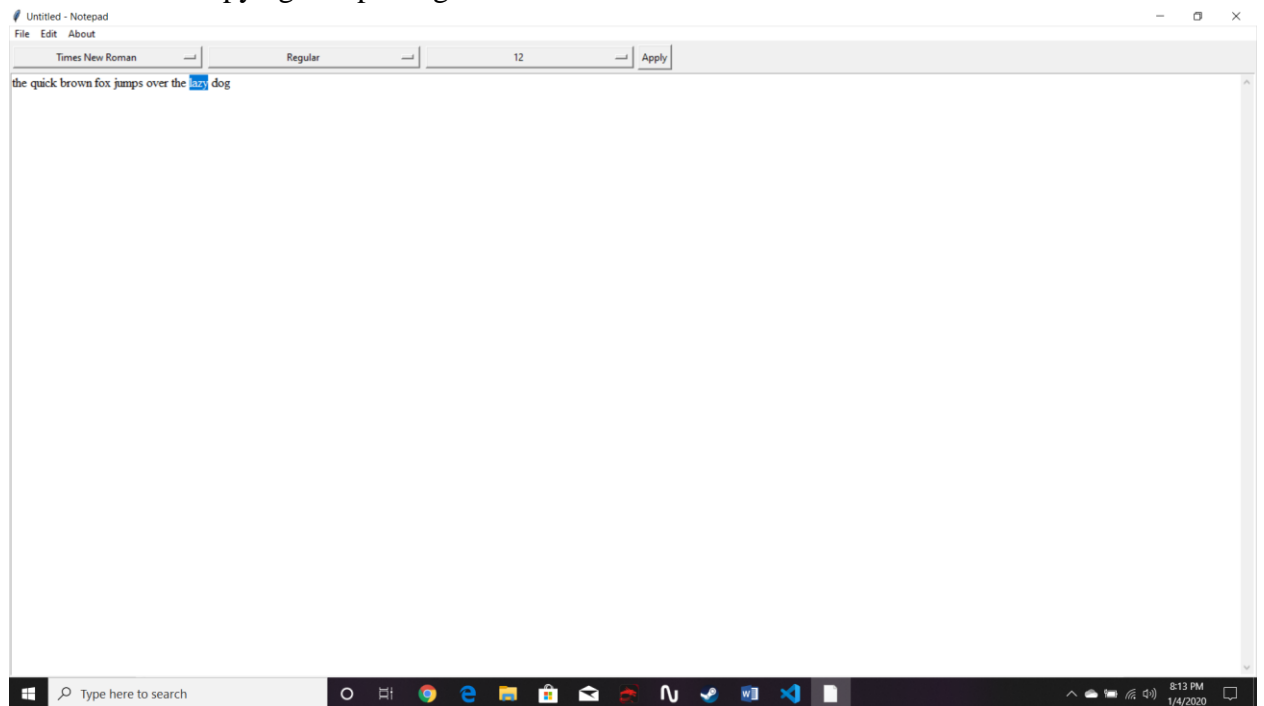 Untitled - Notepad
File Edit About
Times New Roman Regular 12 Apply
the quick brown fox jumps over the lazy dog
Type here to search
8:13 PM
1/4/2020